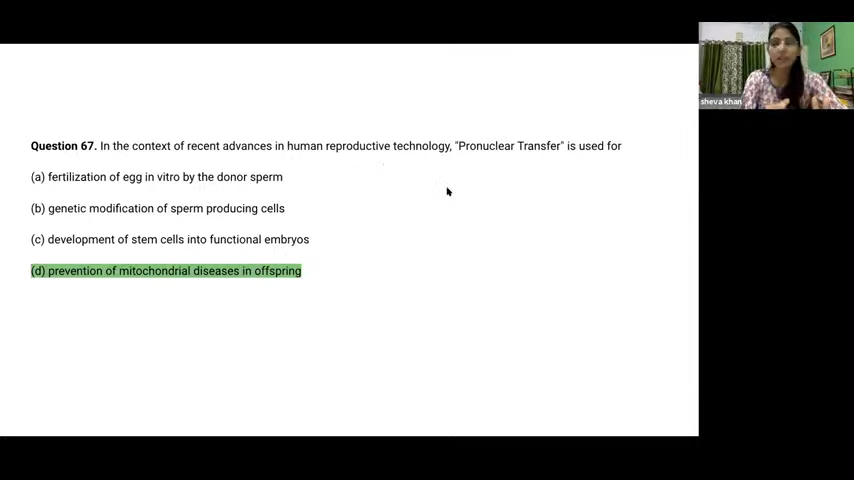 Question 67. In the context of recent advances in human reproductive technology, "Pronuclear Transfer" is used for
(a) fertilization of egg in vitro by the donor sperm
(b) genetic modification of sperm producing cells
(c) development of stem cells into functional embryos
(d) prevention of mitochondrial diseases in offspring
sheva khan